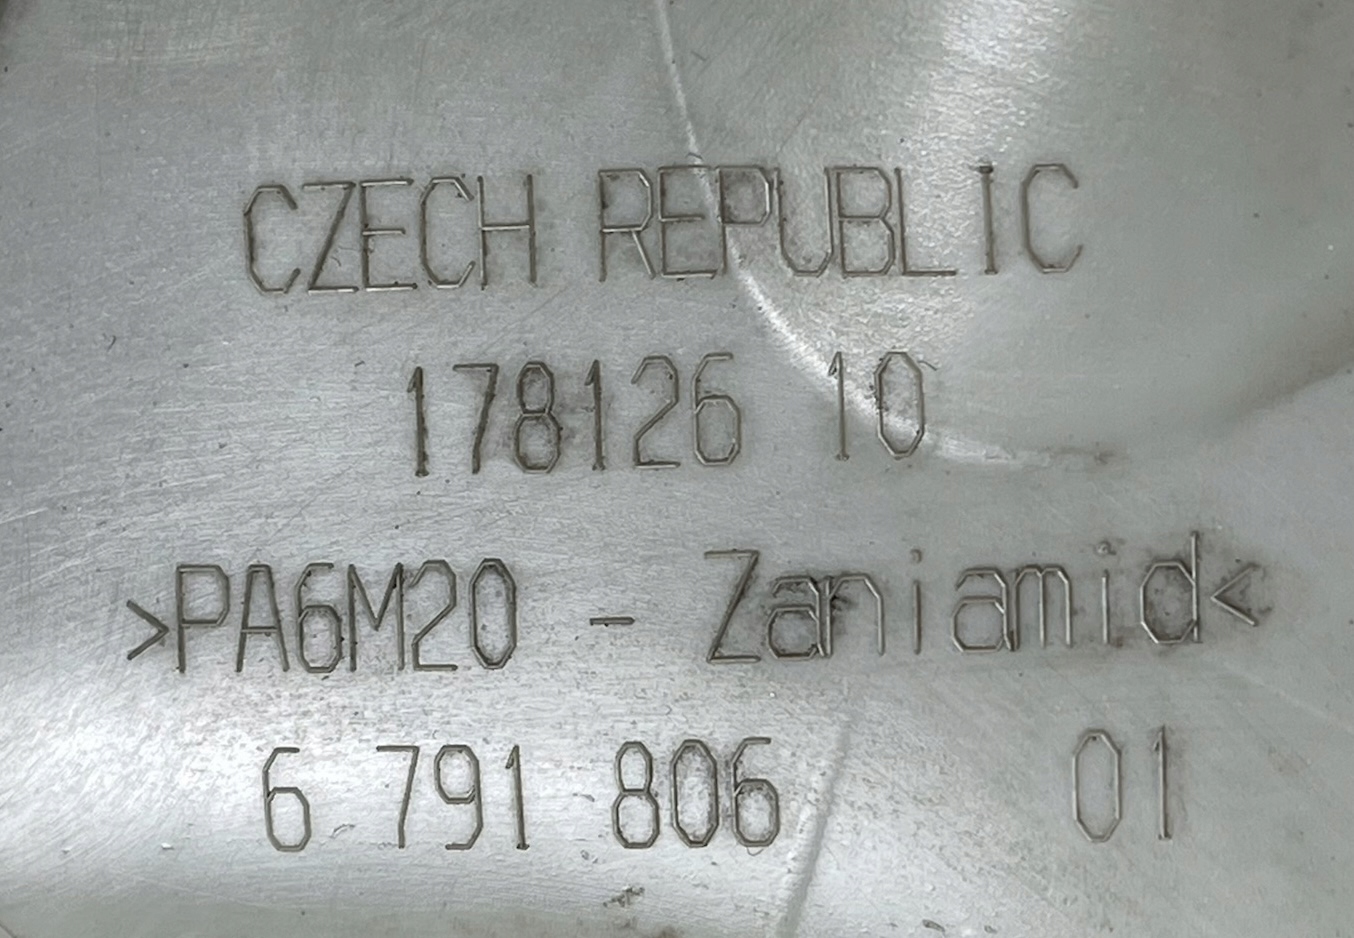 CZECH REPUBLIC
178126 10
>PA6M20 - Zaniamid<
6 791 806 01